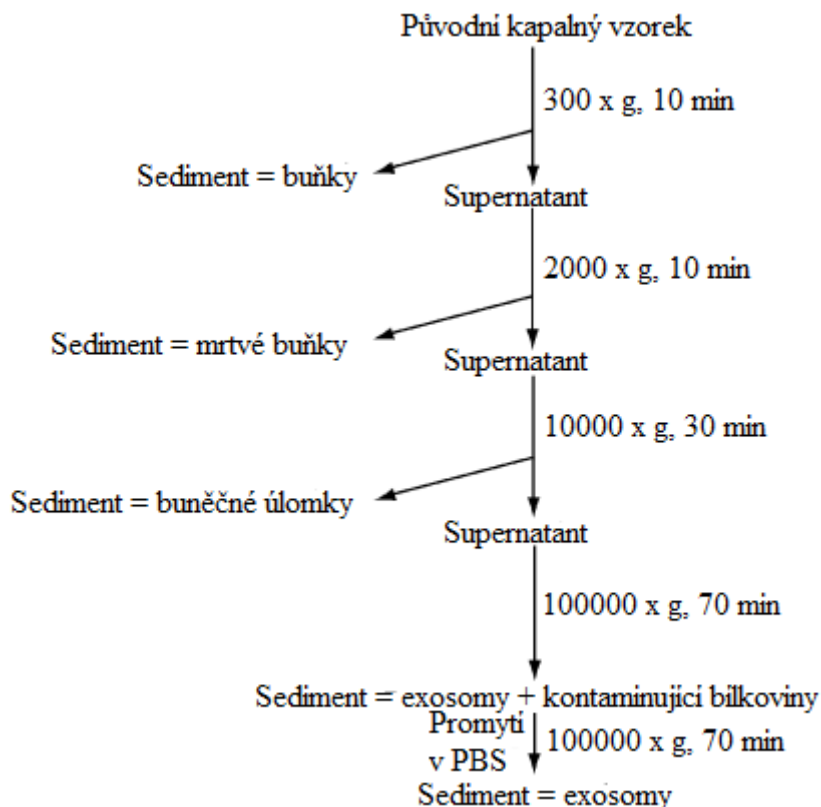 Původní kapalný vzorek
300 x g, 10 min
Sediment = buňky
Supernatant
2000 x g, 10 min
Sediment = mrtvé buňky
Supernatant
10000 x g, 30 min
Sediment = buněčné úlomky
Supernatant
100000 x g, 70 min
Sediment = exosomy + kontaminující bílkoviny
Promytí
v PBS
100000 x g, 70 min
Sediment = exosomy